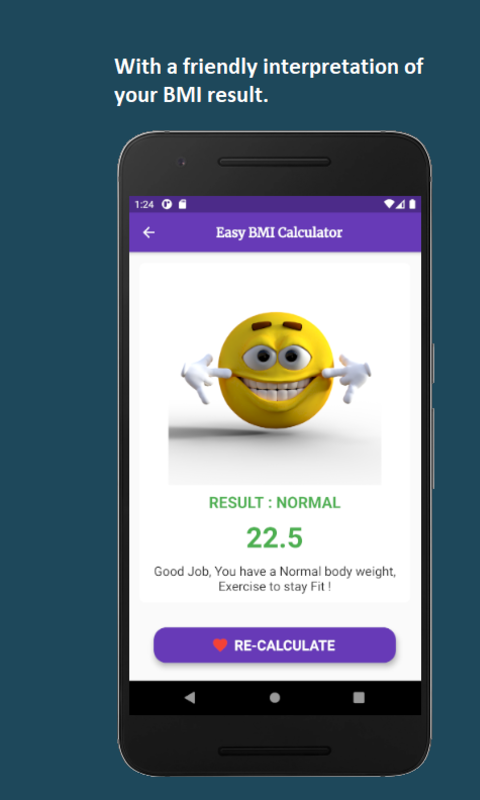 With a friendly interpretation of
your BMI result.
1:24
Easy BMI Calculator
RESULT : NORMAL
22.5
Good Job, You have a Normal body weight,
Exercise to stay Fit !
RE-CALCULATE